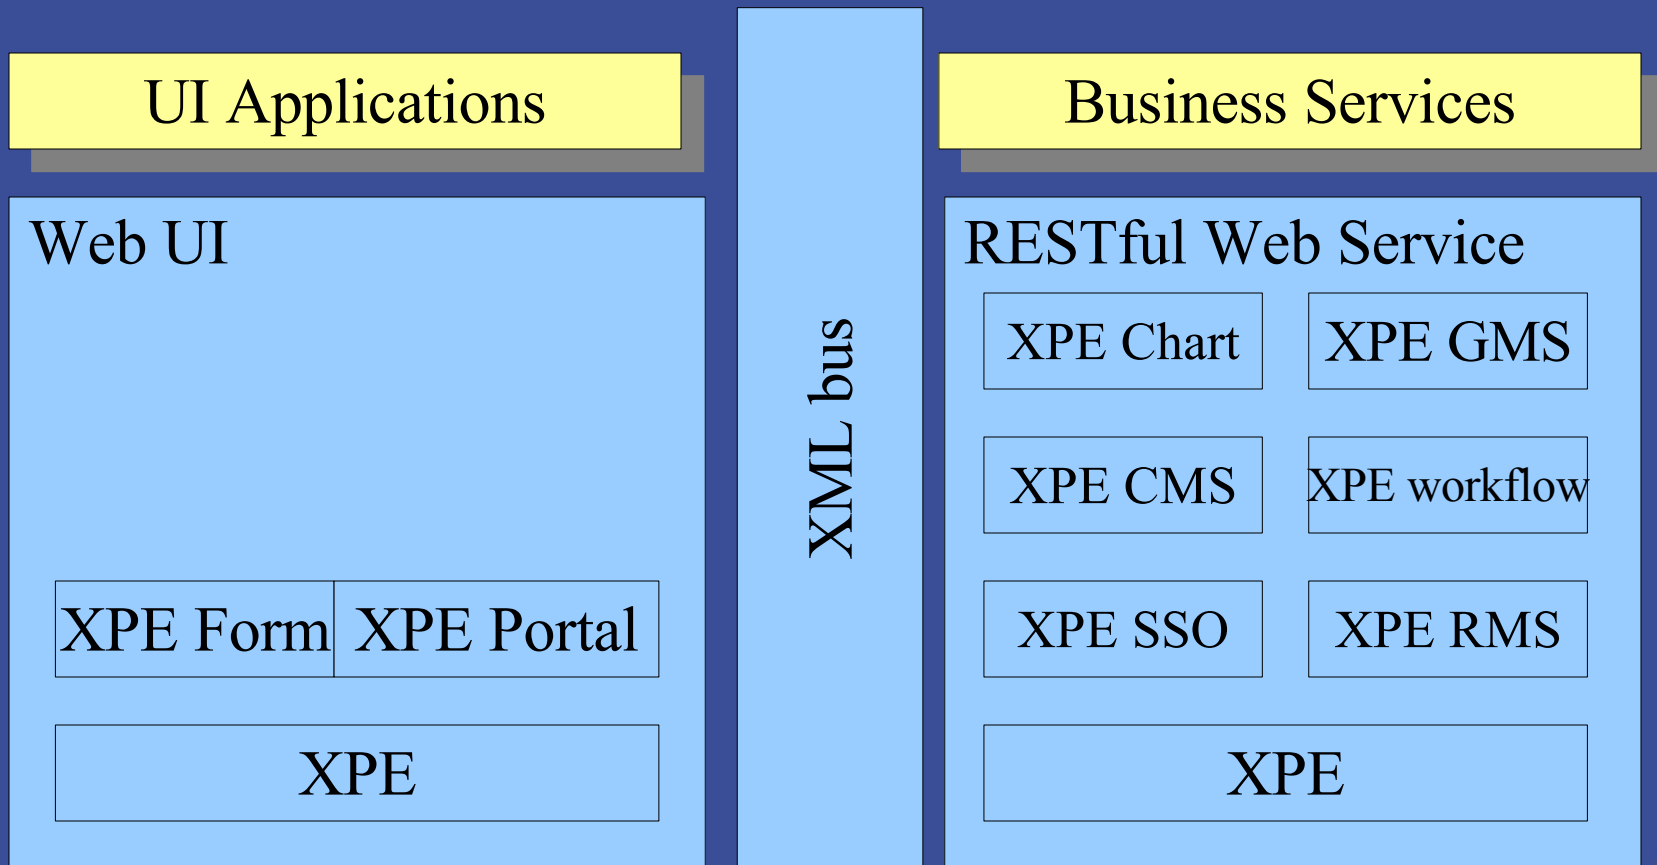 UI Applications
Web UI
XPE Form
XPE Portal
XPE
XML bus
Business Services
RESTful Web Service
XPE Chart
XPE GMS
XPE CMS
XPE workflow
XPE SSO
XPE RMS
XPE